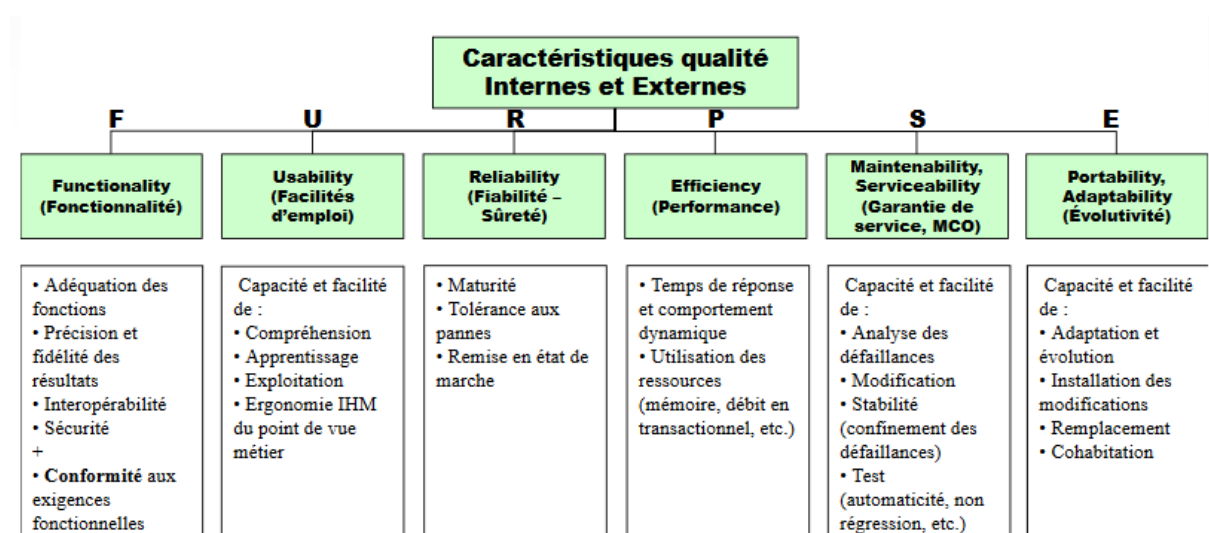 Caractéristiques qualité
Internes et Externes
F
U
R
P
S
E
Functionality
(Fonctionnalité)
Usability
(Facilités
d'emploi)
Reliability
(Fiabilité –
Sûreté)
Efficiency
(Performance)
Maintenability,
Serviceability
(Garantie de
service, MCO)
Portability,
Adaptability
(Évolutivité)
• Adéquation des
fonctions
• Précision et
fidélité des
résultats
• Interopérabilité
• Sécurité
+
• Conformité aux
exigences
fonctionnelles
Capacité et facilité
de :
• Compréhension
• Apprentissage
• Exploitation
• Ergonomie IHM
du point de vue
métier
• Maturité
• Tolérance aux
pannes
• Remise en état de
marche
• Temps de réponse
et comportement
dynamique
• Utilisation des
ressources
(mémoire, débit en
transactionnel, etc.)
Capacité et facilité
de :
• Analyse des
défaillances
• Modification
• Stabilité
(confinement des
défaillances)
• Test
(automaticité, non
régression, etc.)
Capacité et facilité
de :
• Adaptation et
évolution
• Installation des
modifications
• Remplacement
• Cohabitation